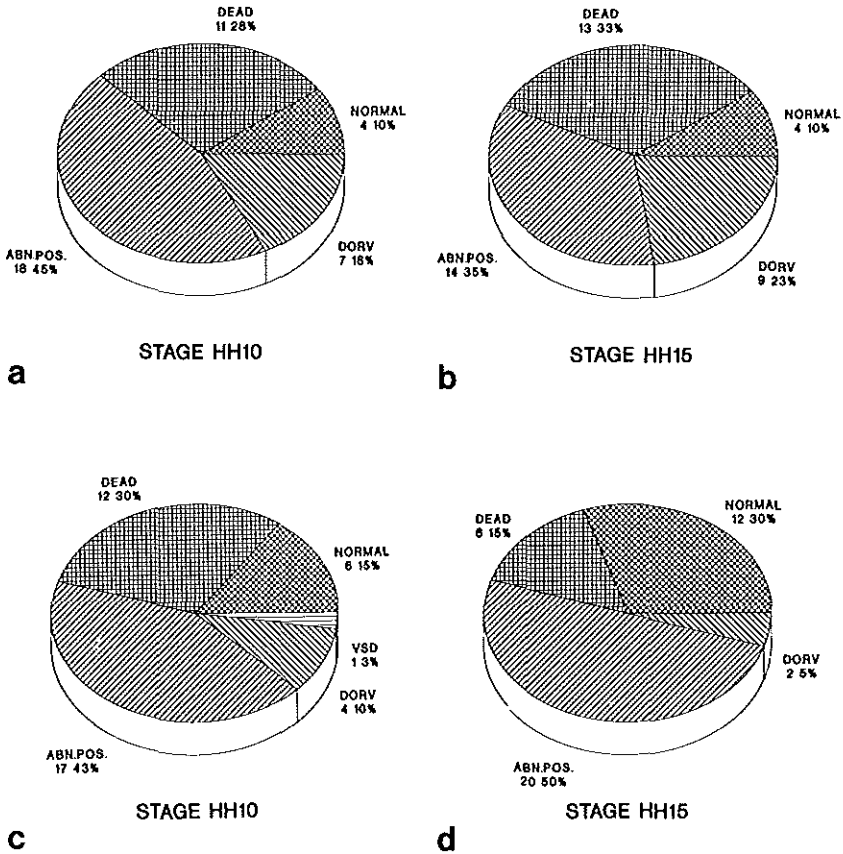 DEAD
11 28%
NORMAL
4 10%
ABN.POS.
18 45%
DORV
7 18%
STAGE HH10
a
DEAD
13 33%
NORMAL
4 10%
ABN.POS.
14 35%
DORV
9 23%
STAGE HH15
b
DEAD
12 30%
NORMAL
6 15%
VSD
1 3%
DORV
4 10%
ABN.POS.
17 43%
STAGE HH10
c
DEAD
6 15%
NORMAL
12 30%
DORV
2 5%
ABN.POS.
20 50%
STAGE HH15
d